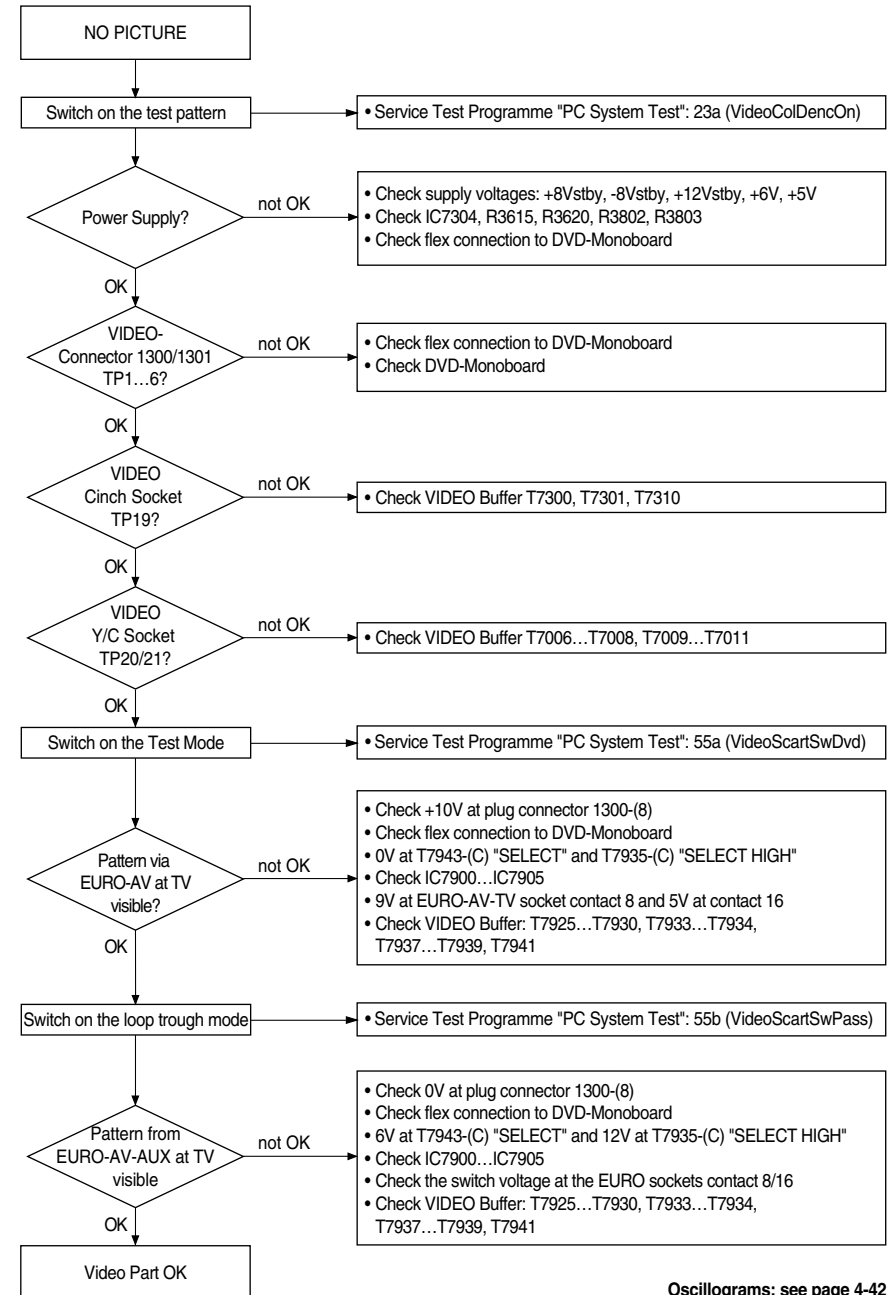 NO PICTURE
Switch on the test pattern
• Service Test Programme "PC System Test": 23a (VideoColDencOn)
Power Supply?
not OK
• Check supply voltages: +8Vstby, -8Vstby, +12Vstby, +6V, +5V
• Check IC7304, R3615, R3620, R3802, R3803
• Check flex connection to DVD-Monoboard
OK
VIDEO-
Connector 1300/1301
TP1…6?
not OK
• Check flex connection to DVD-Monoboard
• Check DVD-Monoboard
OK
VIDEO
Cinch Socket
TP19?
not OK
• Check VIDEO Buffer T7300, T7301, T7310
OK
VIDEO
Y/C Socket
TP20/21?
not OK
• Check VIDEO Buffer T7006…T7008, T7009…T7011
OK
Switch on the Test Mode
• Service Test Programme "PC System Test": 55a (VideoScartSwDvd)
Pattern via
EURO-AV at TV
visible?
not OK
• Check +10V at plug connector 1300-(8)
• Check flex connection to DVD-Monoboard
• 0V at T7943-(C) "SELECT" and T7935-(C) "SELECT HIGH"
• Check IC7900…IC7905
• 9V at EURO-AV-TV socket contact 8 and 5V at contact 16
• Check VIDEO Buffer: T7925…T7930, T7933…T7934,
T7937…T7939, T7941
OK
Switch on the loop trough mode
• Service Test Programme "PC System Test": 55b (VideoScartSwPass)
Pattern from
EURO-AV-AUX at TV
visible
not OK
• Check 0V at plug connector 1300-(8)
• Check flex connection to DVD-Monoboard
• 6V at T7943-(C) "SELECT" and 12V at T7935-(C) "SELECT HIGH"
• Check IC7900…IC7905
• Check the switch voltage at the EURO sockets contact 8/16
• Check VIDEO Buffer: T7925…T7930, T7933…T7934,
T7937…T7939, T7941
OK
Video Part OK
Oscillograms: see page 4-42